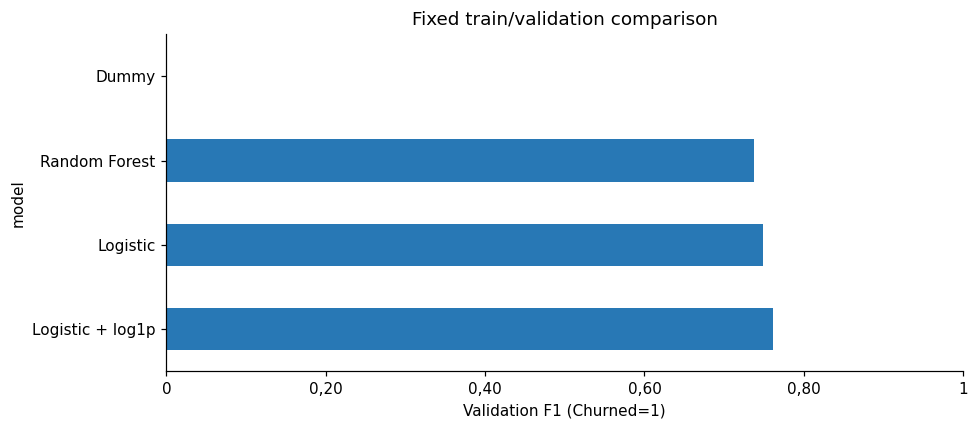 Fixed train/validation comparison
Dummy
Random Forest
Logistic
Logistic + log1p
model
0 0,20 0,40 0,60 0,80 1
Validation F1 (Churned=1)